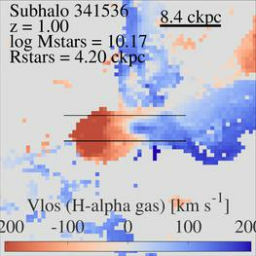 Subhalo 341536
8.4 ckpc
z = 1.00
log Mstars = 10.17
Rstars = 4.20 ckpc
Vlos (H-alpha gas) [km s⁻¹]
200 -100 0 100 200